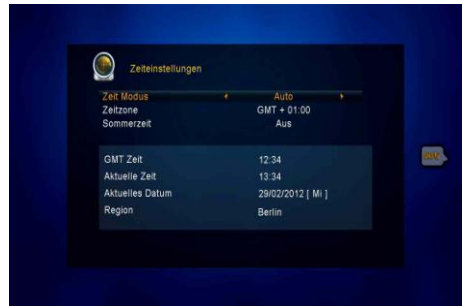 Zeiteinstellungen
Zeit Modus Auto
Zeitzone GMT + 01:00
Sommerzeit Aus
GMT Zeit 12:34
Aktuelle Zeit 13:34
Aktuelles Datum 29/02/2012 [ Mi ]
Region Berlin